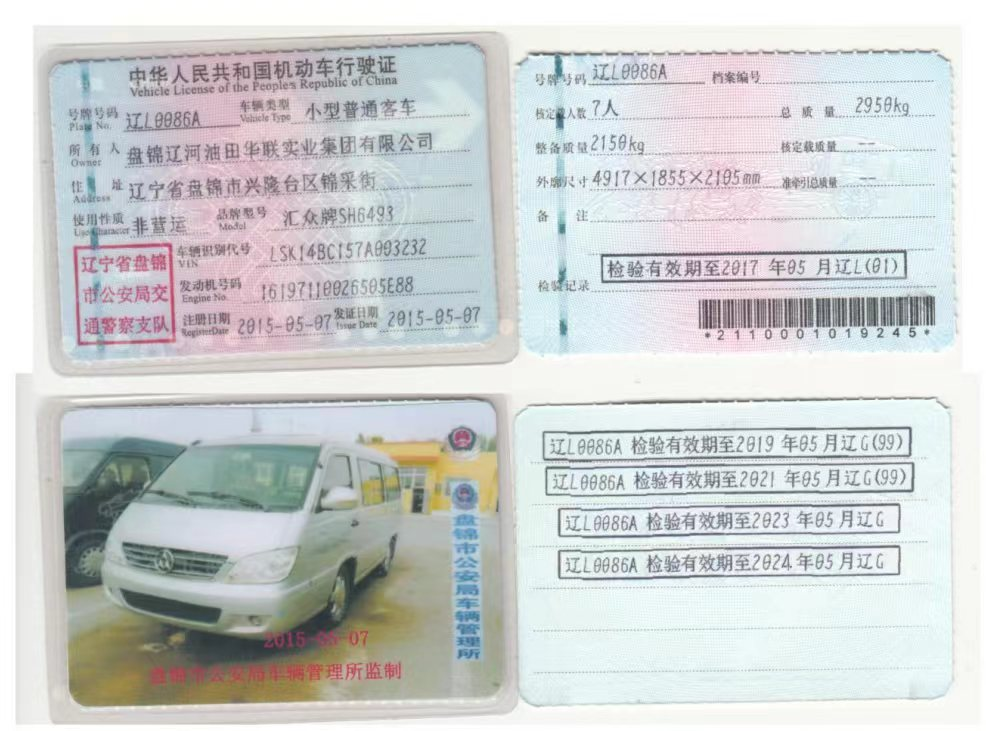 中华人民共和国机动车行驶证
Vehicle License of the People's Republic of China
号牌号码 辽L0086A 车辆类型 小型普通客车
Plate No. Vehicle Type
所有人 盘锦辽河油田华联实业集团有限公司
Owner
住 址 辽宁省盘锦市兴隆台区锦采街
Address
使用性质 非营运 品牌型号 汇众牌SH6493
Use Character Model
辽宁省盘锦
市公安局交
通警察支队
车辆识别代号 LSK14BC157A003232
VIN
发动机号码 16197110026505E88
Engine No.
注册日期 2015-05-07 发证日期 2015-05-07
RegisterDate Issue Date
号牌号码 辽L0086A 档案编号
核定载人数 7人 总质量 2950kg
整备质量 2150kg 核定载质量 --
外廓尺寸 4917×1855×2105mm 准牵引总质量 --
备 注
检验有效期至2017 年05 月辽L(01)
检验记录
*2110001019245*
盘锦市公安局车辆管理所
2015-05-07
盘锦市公安局车辆管理所监制
辽L0086A 检验有效期至2019 年05 月辽G(99)
辽L0086A 检验有效期至2021 年05 月辽G(99)
辽L0086A 检验有效期至2023 年05 月辽G
辽L0086A 检验有效期至2024 年05 月辽G